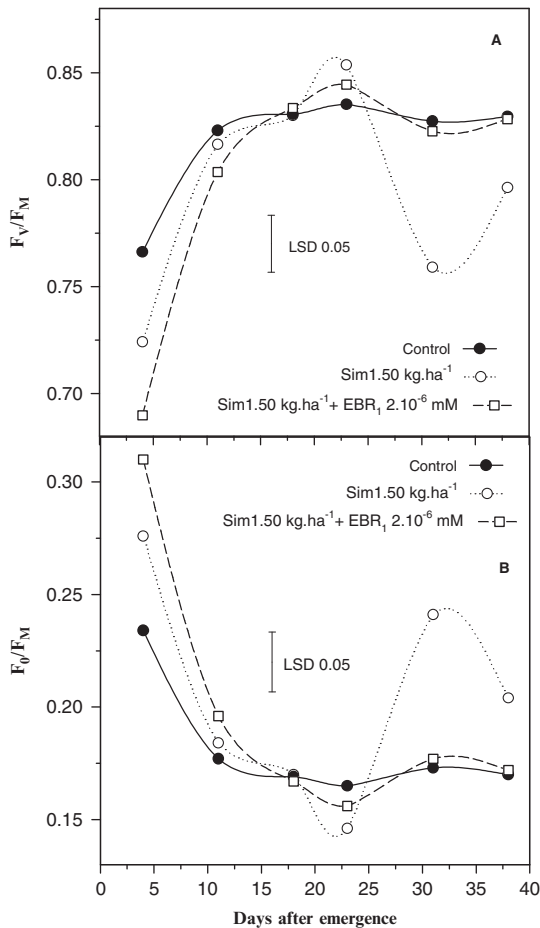 A
0.85
0.80
0.75
0.70
F_V/F_M
LSD 0.05
Control
Sim1.50 kg.ha⁻¹
Sim1.50 kg.ha⁻¹+ EBR₁ 2.10⁻⁶ mM
Control
Sim1.50 kg.ha⁻¹
Sim1.50 kg.ha⁻¹+ EBR₁ 2.10⁻⁶ mM
B
0.30
0.25
0.20
0.15
F₀/F_M
LSD 0.05
0 5 10 15 20 25 30 35 40
Days after emergence